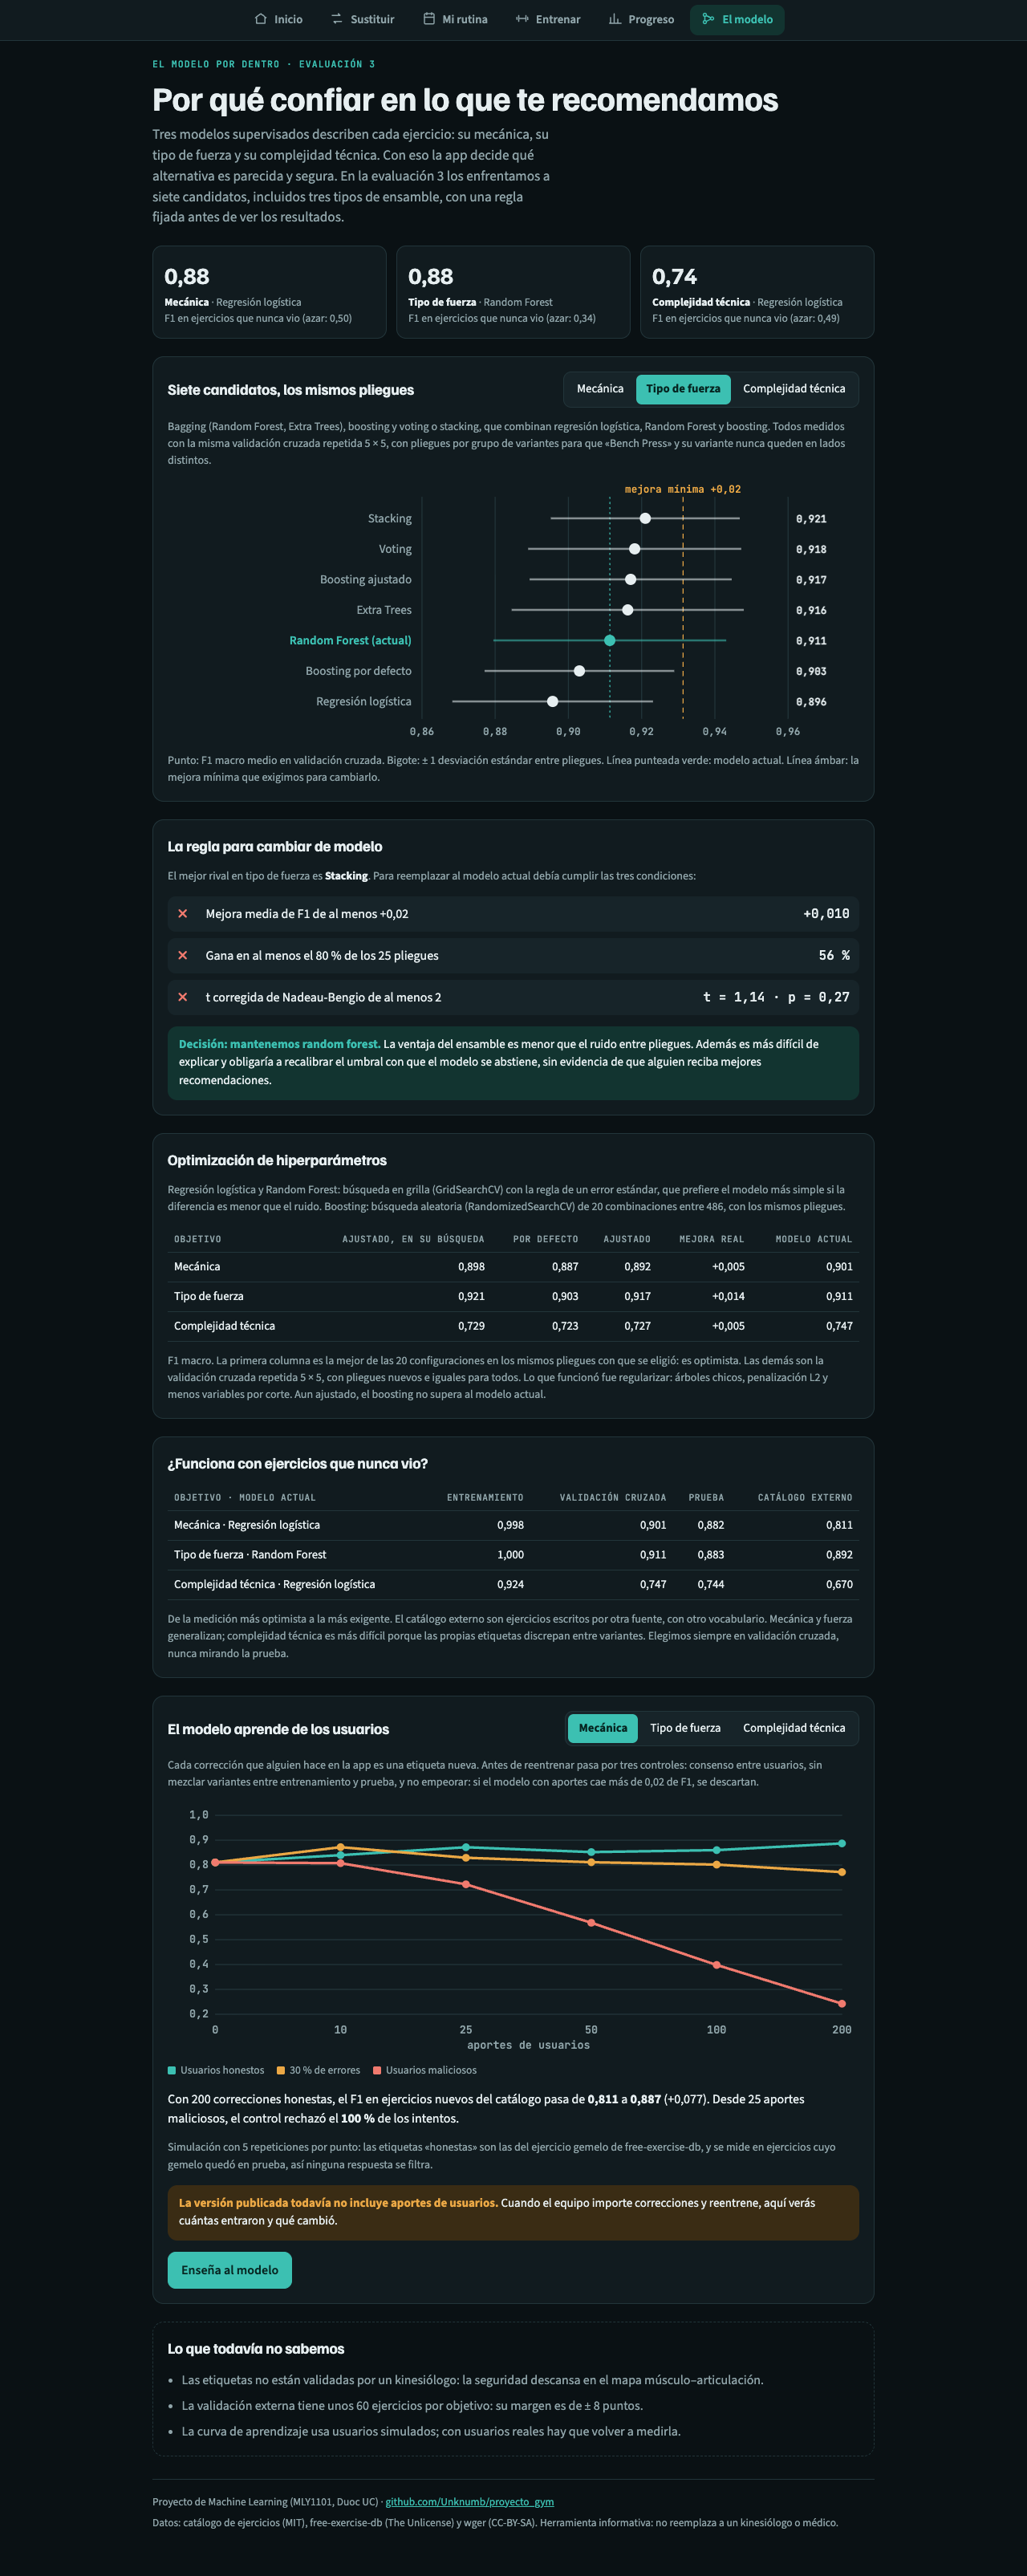 Inicio
Sustituir
Mi rutina
Entrenar
Progreso
El modelo
EL MODELO POR DENTRO · EVALUACIÓN 3
Por qué confiar en lo que te recomendamos
Tres modelos supervisados describen cada ejercicio: su mecánica, su
tipo de fuerza y su complejidad técnica. Con eso la app decide qué
alternativa es parecida y segura. En la evaluación 3 los enfrentamos a
siete candidatos, incluidos tres tipos de ensamble, con una regla
fijada antes de ver los resultados.
0,88
Mecánica · Regresión logística
F1 en ejercicios que nunca vio (azar: 0,50)
0,88
Tipo de fuerza · Random Forest
F1 en ejercicios que nunca vio (azar: 0,34)
0,74
Complejidad técnica · Regresión logística
F1 en ejercicios que nunca vio (azar: 0,49)
Siete candidatos, los mismos pliegues
Mecánica
Tipo de fuerza
Complejidad técnica
Bagging (Random Forest, Extra Trees), boosting y voting o stacking, que combinan regresión logística, Random Forest y boosting. Todos medidos
con la misma validación cruzada repetida 5 × 5, con pliegues por grupo de variantes para que «Bench Press» y su variante nunca queden en lados
distintos.
mejora mínima +0,02
Stacking 0,921
Voting 0,918
Boosting ajustado 0,917
Extra Trees 0,916
Random Forest (actual) 0,911
Boosting por defecto 0,903
Regresión logística 0,896
0,86 0,88 0,90 0,92 0,94 0,96
Punto: F1 macro medio en validación cruzada. Bigote: ± 1 desviación estándar entre pliegues. Línea punteada verde: modelo actual. Línea ámbar: la
mejora mínima que exigimos para cambiarlo.
La regla para cambiar de modelo
El mejor rival en tipo de fuerza es Stacking. Para reemplazar al modelo actual debía cumplir las tres condiciones:
✕ Mejora media de F1 de al menos +0,02 +0,010
✕ Gana en al menos el 80 % de los 25 pliegues 56 %
✕ t corregida de Nadeau-Bengio de al menos 2 t = 1,14 · p = 0,27
Decisión: mantenemos random forest. La ventaja del ensamble es menor que el ruido entre pliegues. Además es más difícil de
explicar y obligaría a recalibrar el umbral con que el modelo se abstiene, sin evidencia de que alguien reciba mejores
recomendaciones.
Optimización de hiperparámetros
Regresión logística y Random Forest: búsqueda en grilla (GridSearchCV) con la regla de un error estándar, que prefiere el modelo más simple si la
diferencia es menor que el ruido. Boosting: búsqueda aleatoria (RandomizedSearchCV) de 20 combinaciones entre 486, con los mismos pliegues.
OBJETIVO AJUSTADO, EN SU BÚSQUEDA POR DEFECTO AJUSTADO MEJORA REAL MODELO ACTUAL
Mecánica 0,898 0,887 0,892 +0,005 0,901
Tipo de fuerza 0,921 0,903 0,917 +0,014 0,911
Complejidad técnica 0,729 0,723 0,727 +0,005 0,747
F1 macro. La primera columna es la mejor de las 20 configuraciones en los mismos pliegues con que se eligió: es optimista. Las demás son la
validación cruzada repetida 5 × 5, con pliegues nuevos e iguales para todos. Lo que funcionó fue regularizar: árboles chicos, penalización L2 y
menos variables por corte. Aun ajustado, el boosting no supera al modelo actual.
¿Funciona con ejercicios que nunca vio?
OBJETIVO · MODELO ACTUAL ENTRENAMIENTO VALIDACIÓN CRUZADA PRUEBA CATÁLOGO EXTERNO
Mecánica · Regresión logística 0,998 0,901 0,882 0,811
Tipo de fuerza · Random Forest 1,000 0,911 0,883 0,892
Complejidad técnica · Regresión logística 0,924 0,747 0,744 0,670
De la medición más optimista a la más exigente. El catálogo externo son ejercicios escritos por otra fuente, con otro vocabulario. Mecánica y fuerza
generalizan; complejidad técnica es más difícil porque las propias etiquetas discrepan entre variantes. Elegimos siempre en validación cruzada,
nunca mirando la prueba.
El modelo aprende de los usuarios
Mecánica
Tipo de fuerza
Complejidad técnica
Cada corrección que alguien hace en la app es una etiqueta nueva. Antes de reentrenar pasa por tres controles: consenso entre usuarios, sin
mezclar variantes entre entrenamiento y prueba, y no empeorar: si el modelo con aportes cae más de 0,02 de F1, se descartan.
1,0
0,9
0,8
0,7
0,6
0,5
0,4
0,3
0,2
0 10 25 50 100 200
aportes de usuarios
Usuarios honestos
30 % de errores
Usuarios maliciosos
Con 200 correcciones honestas, el F1 en ejercicios nuevos del catálogo pasa de 0,811 a 0,887 (+0,077). Desde 25 aportes
maliciosos, el control rechazó el 100 % de los intentos.
Simulación con 5 repeticiones por punto: las etiquetas «honestas» son las del ejercicio gemelo de free-exercise-db, y se mide en ejercicios cuyo
gemelo quedó en prueba, así ninguna respuesta se filtra.
La versión publicada todavía no incluye aportes de usuarios. Cuando el equipo importe correcciones y reentrene, aquí verás
cuántas entraron y qué cambió.
Enseña al modelo
Lo que todavía no sabemos
• Las etiquetas no están validadas por un kinesiólogo: la seguridad descansa en el mapa músculo–articulación.
• La validación externa tiene unos 60 ejercicios por objetivo: su margen es de ± 8 puntos.
• La curva de aprendizaje usa usuarios simulados; con usuarios reales hay que volver a medirla.
Proyecto de Machine Learning (MLY1101, Duoc UC) · github.com/Unknumb/proyecto_gym
Datos: catálogo de ejercicios (MIT), free-exercise-db (The Unlicense) y wger (CC-BY-SA). Herramienta informativa: no reemplaza a un kinesiólogo o médico.